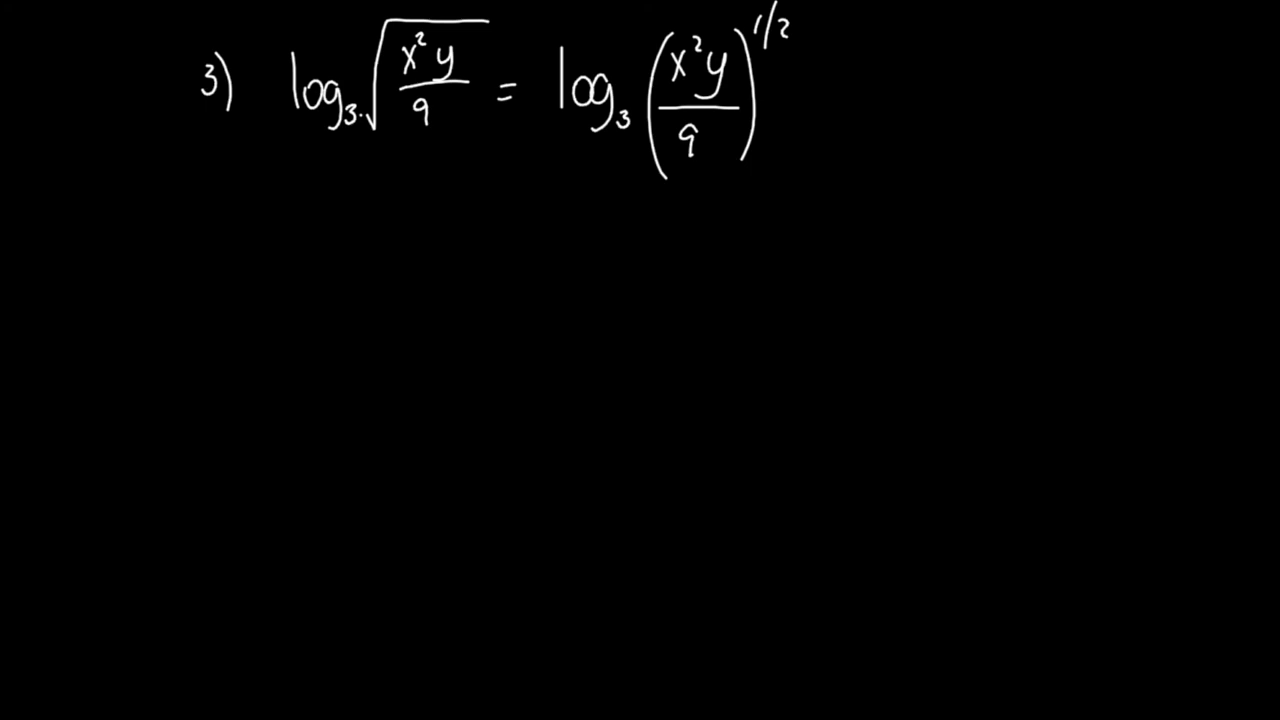 3) log₃ √(x²y/9) = log₃ (x²y/9)^1/2